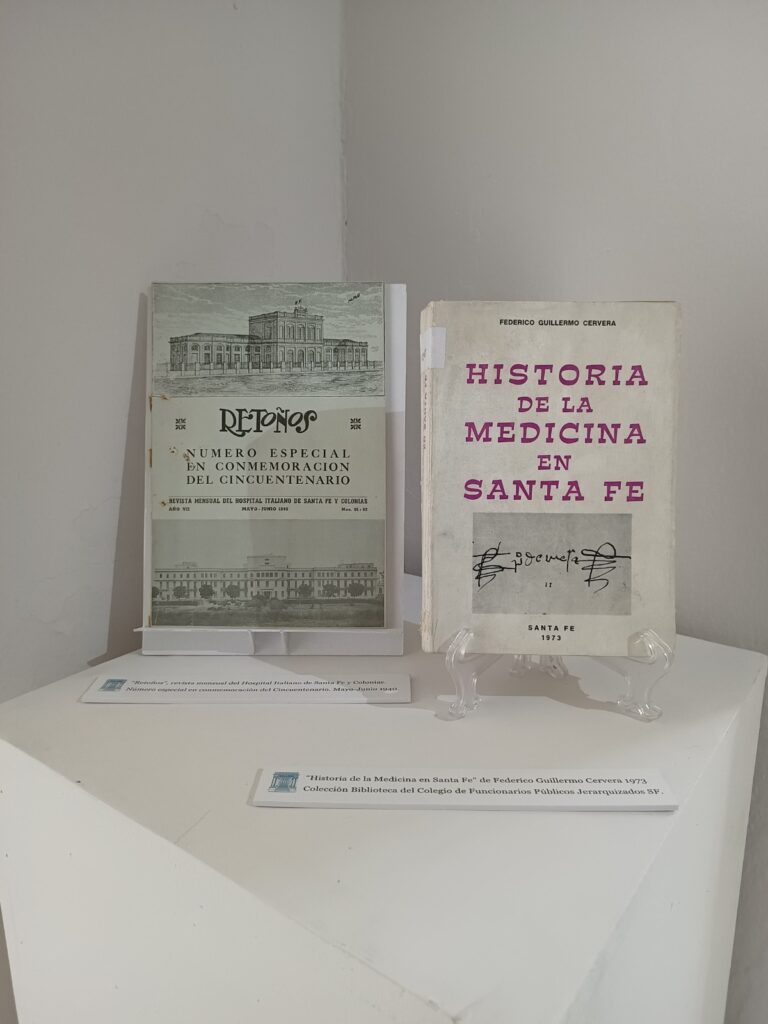 RETOÑOS
NUMERO ESPECIAL
EN CONMEMORACION
DEL CINCUENTENARIO
REVISTA MENSUAL DEL HOSPITAL ITALIANO DE SANTA FE Y COLONIAS
AÑO VII MAYO-JUNIO 1940 Nos.
FEDERICO GUILLERMO CERVERA
HISTORIA
DE LA
MEDICINA
EN
SANTA FE
II
SANTA FE
1973
"Retoños", revista mensual del Hospital Italiano de Santa Fe y Colonias.
Número especial en conmemoración del Cincuentenario. Mayo-Junio 1940
"Historia de la Medicina en Santa Fe" de Federico Guillermo Cervera 1973
Colección Biblioteca del Colegio de Funcionarios Públicos Jerarquizados SF.